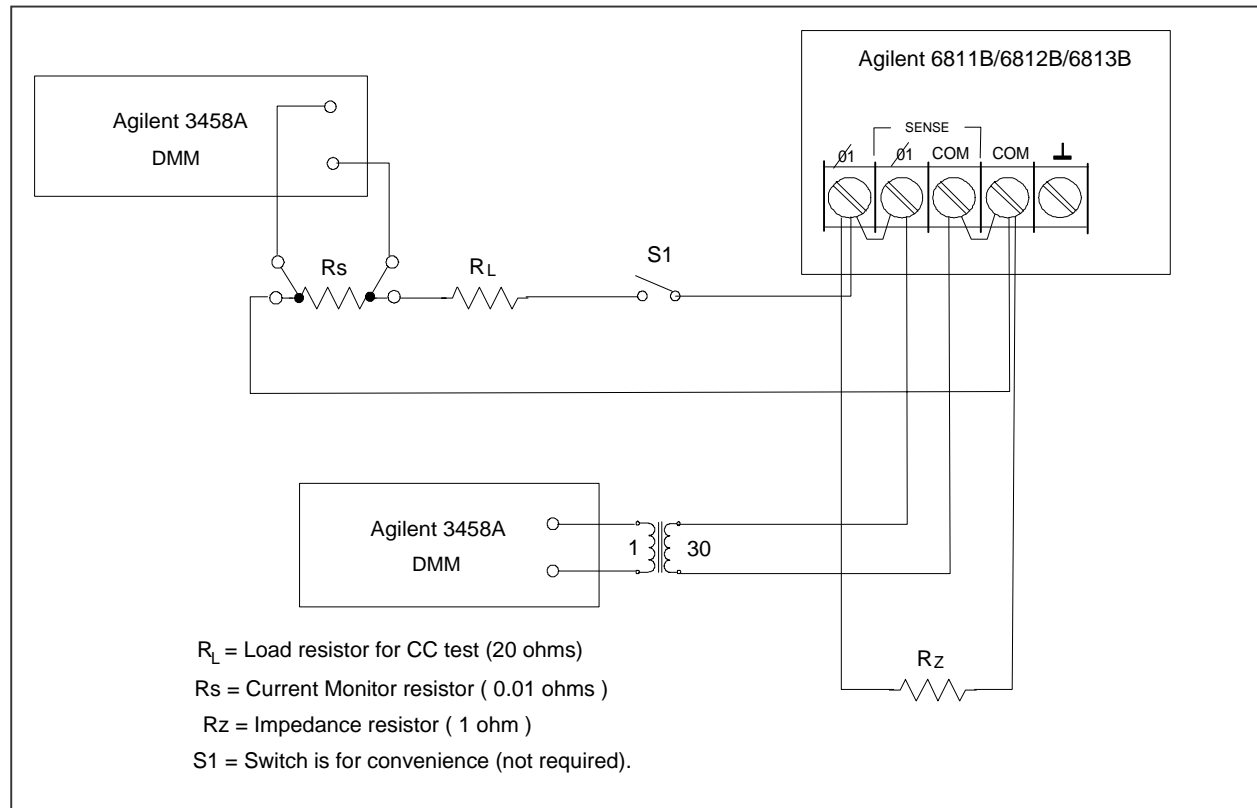 Agilent 6811B/6812B/6813B
Agilent 3458A
DMM
SENSE
01
01
COM
COM
Rs
RL
S1
Agilent 3458A
DMM
1
30
RZ
RL = Load resistor for CC test (20 ohms)
Rs = Current Monitor resistor ( 0.01 ohms )
Rz = Impedance resistor ( 1 ohm )
S1 = Switch is for convenience (not required).